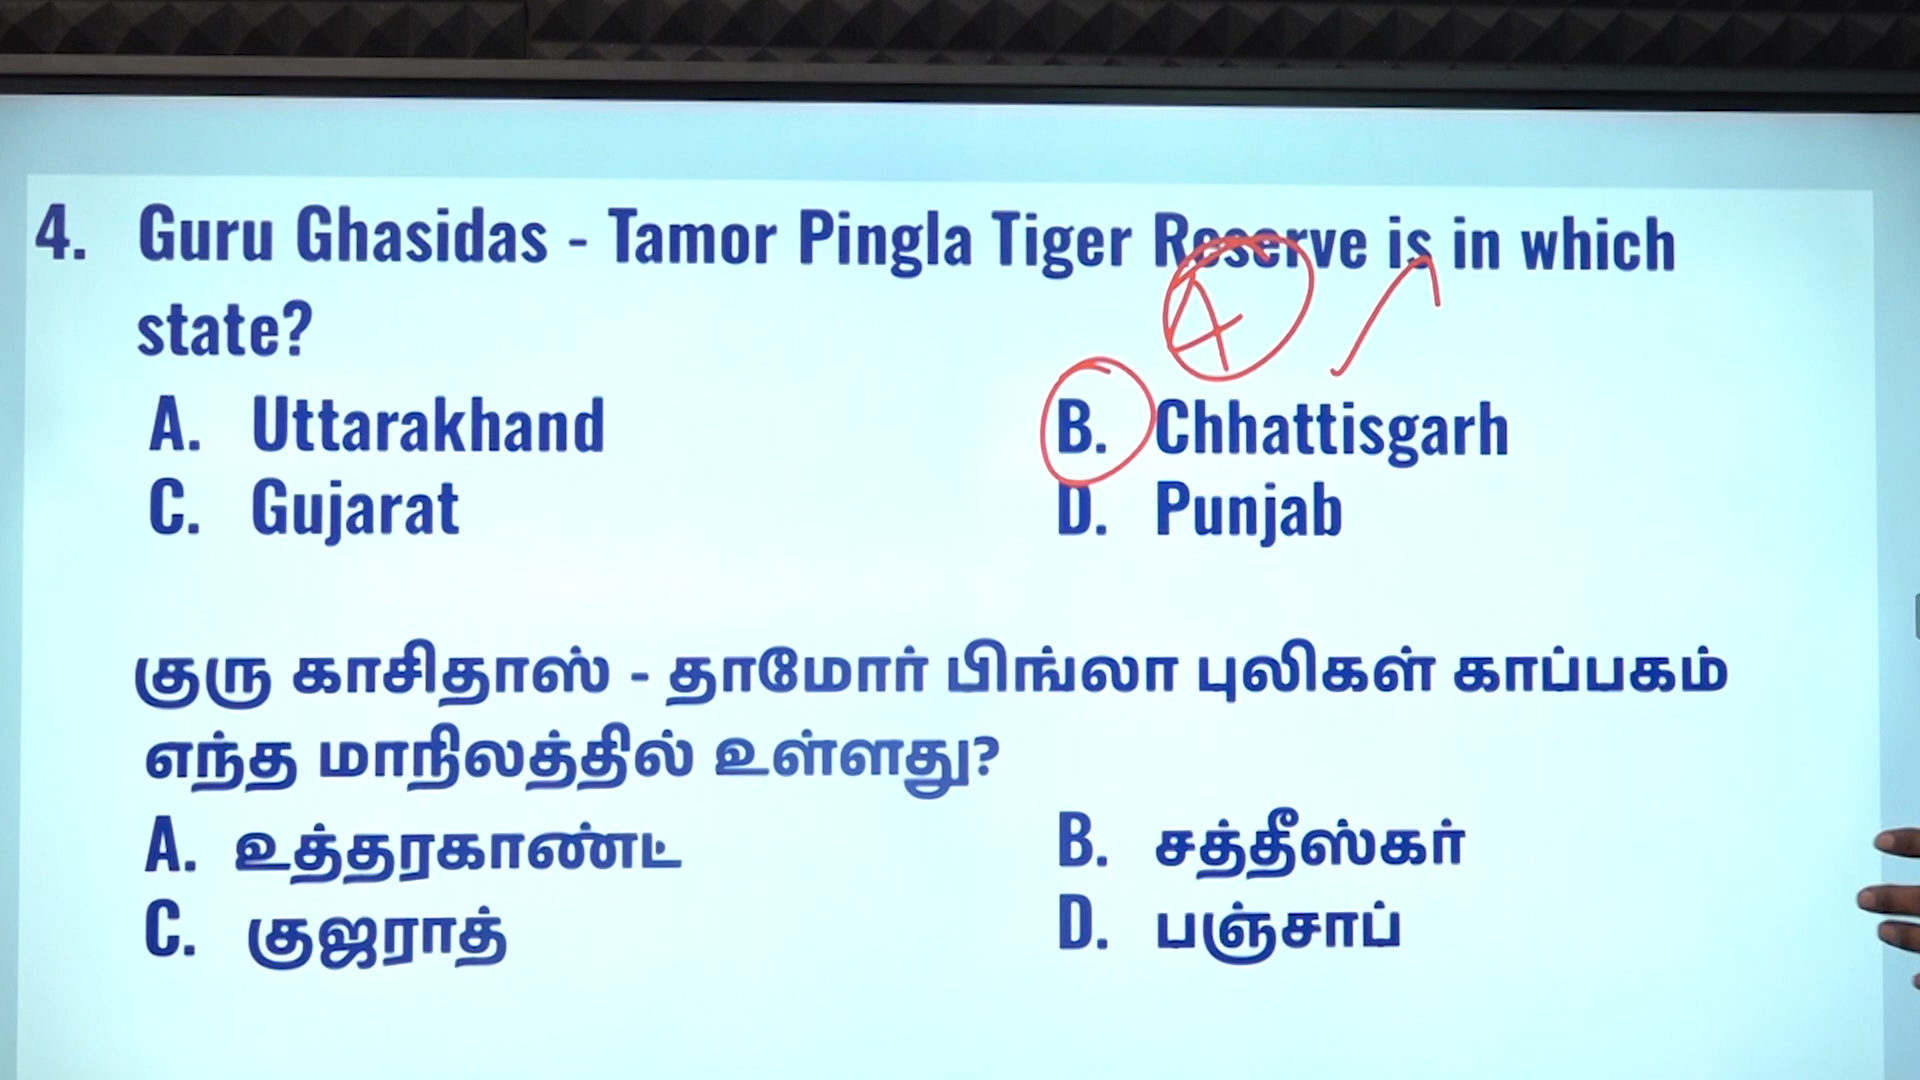 4. Guru Ghasidas - Tamor Pingla Tiger Reserve is in which
A
state?
A. Uttarakhand B. Chhattisgarh
C. Gujarat D. Punjab
குரு காசிதாஸ் - தாமோர் பிங்லா புலிகள் காப்பகம்
எந்த மாநிலத்தில் உள்ளது?
A. உத்தரகாண்ட் B. சத்தீஸ்கர்
C. குஜராத் D. பஞ்சாப்